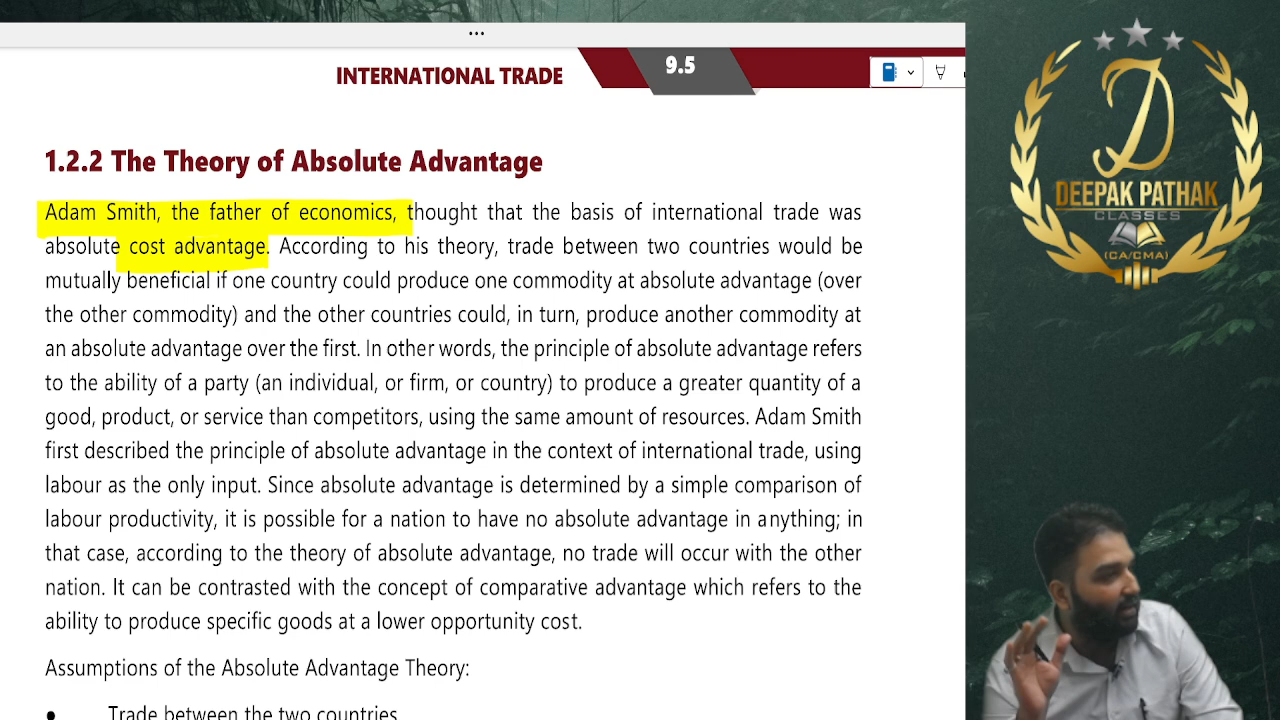 ...
INTERNATIONAL TRADE
9.5
1.2.2 The Theory of Absolute Advantage
Adam Smith, the father of economics, thought that the basis of international trade was
absolute cost advantage. According to his theory, trade between two countries would be
mutually beneficial if one country could produce one commodity at absolute advantage (over
the other commodity) and the other countries could, in turn, produce another commodity at
an absolute advantage over the first. In other words, the principle of absolute advantage refers
to the ability of a party (an individual, or firm, or country) to produce a greater quantity of a
good, product, or service than competitors, using the same amount of resources. Adam Smith
first described the principle of absolute advantage in the context of international trade, using
labour as the only input. Since absolute advantage is determined by a simple comparison of
labour productivity, it is possible for a nation to have no absolute advantage in anything; in
that case, according to the theory of absolute advantage, no trade will occur with the other
nation. It can be contrasted with the concept of comparative advantage which refers to the
ability to produce specific goods at a lower opportunity cost.
Assumptions of the Absolute Advantage Theory:
• Trade between the two countries
D
DEEPAK PATHAK
CLASSES
(CA/CMA)